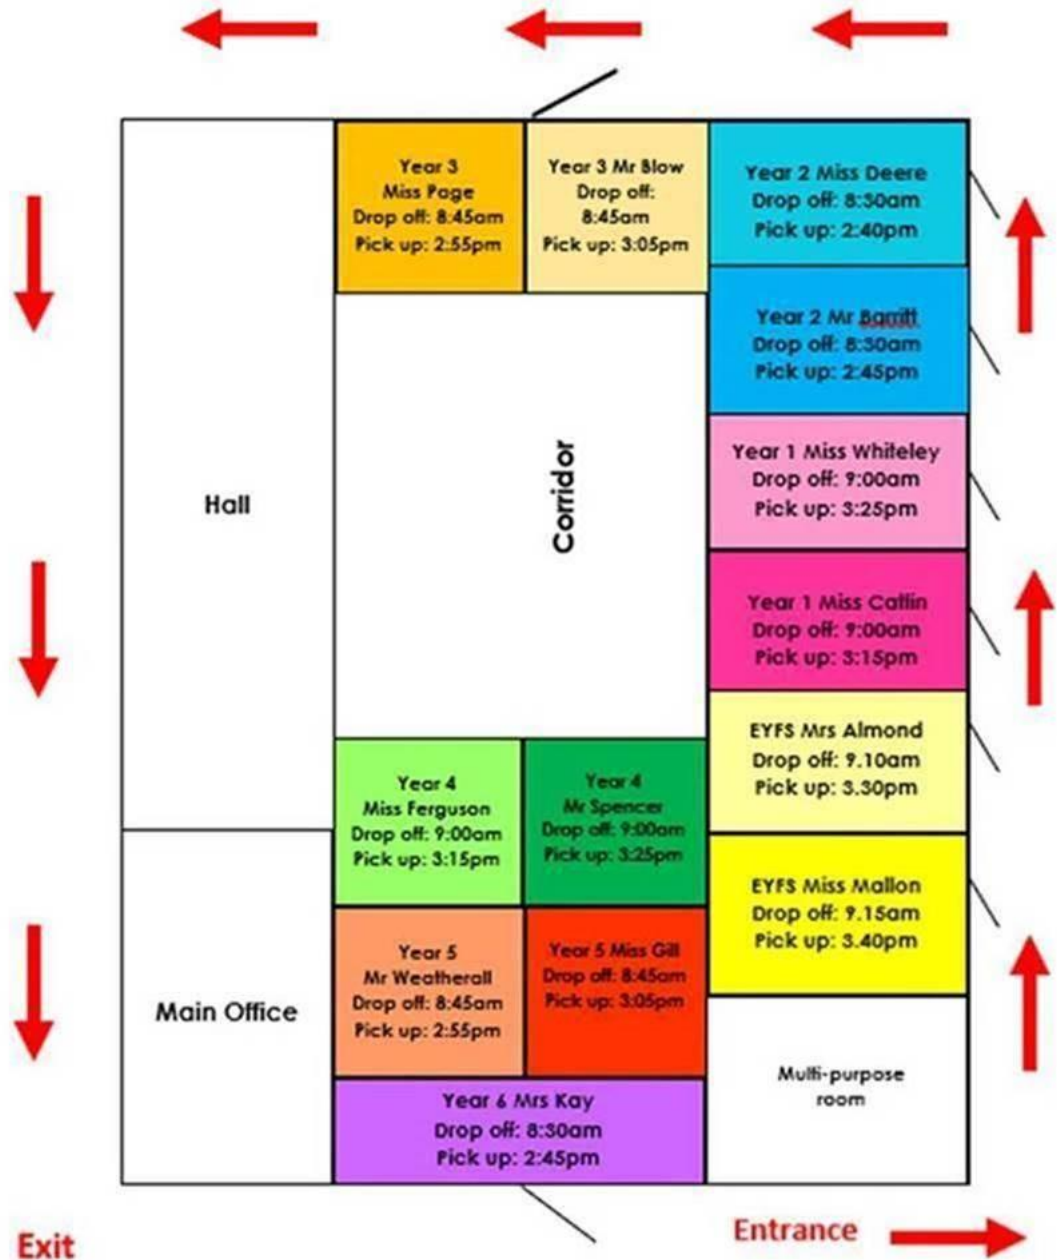 Year 3
Miss Page
Drop off: 8:45am
Pick up: 2:55pm
Year 3 Mr Blow
Drop off:
8:45am
Pick up: 3:05pm
Year 2 Miss Deere
Drop off: 8:30am
Pick up: 2:40pm
Year 2 Mr Barritt
Drop off: 8:30am
Pick up: 2:45pm
Year 1 Miss Whiteley
Drop off: 9:00am
Pick up: 3:25pm
Hall
Corridor
Year 1 Miss Catlin
Drop off: 9:00am
Pick up: 3:15pm
EYFS Mrs Almond
Drop off: 9.10am
Pick up: 3.30pm
Year 4
Miss Ferguson
Drop off: 9:00am
Pick up: 3:15pm
Year 4
Mr Spencer
Drop off: 9:00am
Pick up: 3:25pm
EYFS Miss Mallon
Drop off: 9.15am
Pick up: 3.40pm
Main Office
Year 5
Mr Weatherall
Drop off: 8:45am
Pick up: 2:55pm
Year 5 Miss Gill
Drop off: 8:45am
Pick up: 3:05pm
Multi-purpose
room
Year 6 Mrs Kay
Drop off: 8:30am
Pick up: 2:45pm
Exit
Entrance